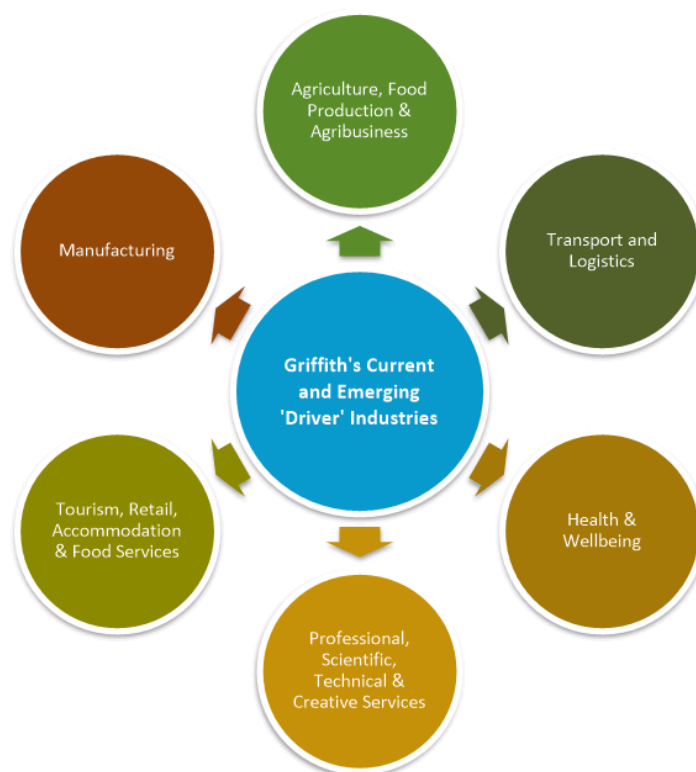 Agriculture, Food
Production &
Agribusiness
Manufacturing
Transport and
Logistics
Griffith's Current
and Emerging
'Driver' Industries
Tourism, Retail,
Accommodation
& Food Services
Health &
Wellbeing
Professional,
Scientific,
Technical &
Creative Services